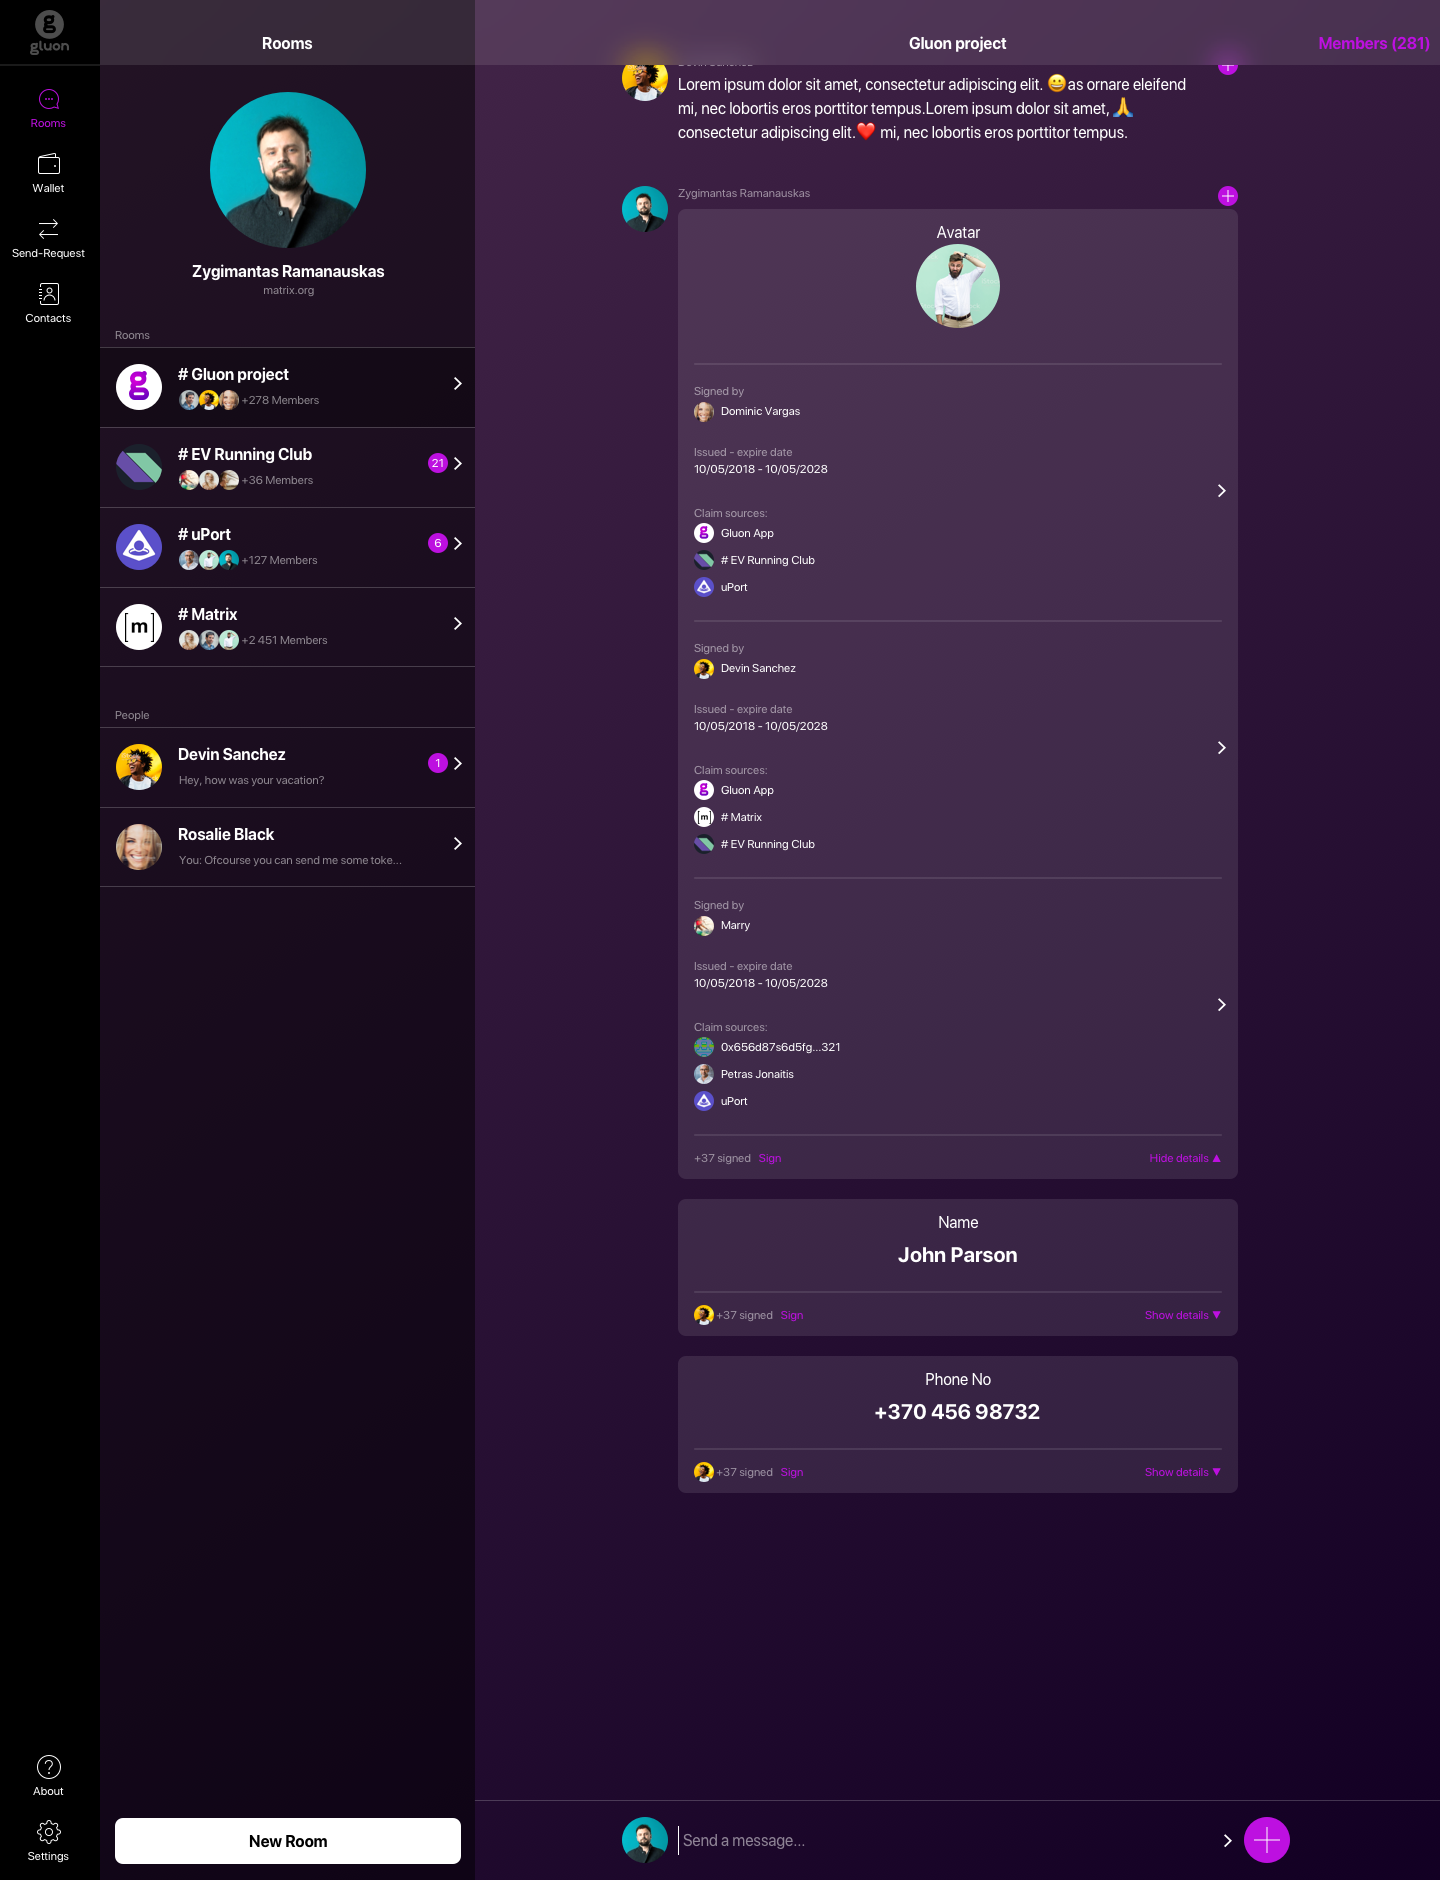 gluon
Rooms
Wallet
Send-Request
Contacts
About
Settings
Rooms
Zygimantas Ramanauskas
matrix.org
Rooms
# Gluon project
+278 Members
# EV Running Club
+36 Members
21
# uPort
+127 Members
6
[m]
# Matrix
+2 451 Members
People
Devin Sanchez
Hey, how was your vacation?
1
Rosalie Black
You: Ofcourse you can send me some toke...
New Room
Gluon project
Members (281)
Lorem ipsum dolor sit amet, consectetur adipiscing elit. 😀as ornare eleifend
mi, nec lobortis eros porttitor tempus.Lorem ipsum dolor sit amet,🙏
consectetur adipiscing elit.❤️ mi, nec lobortis eros porttitor tempus.
Zygimantas Ramanauskas
Avatar
Signed by
Dominic Vargas
Issued - expire date
10/05/2018 - 10/05/2028
Claim sources:
Gluon App
# EV Running Club
uPort
Signed by
Devin Sanchez
Issued - expire date
10/05/2018 - 10/05/2028
Claim sources:
Gluon App
[m]
# Matrix
# EV Running Club
Signed by
Marry
Issued - expire date
10/05/2018 - 10/05/2028
Claim sources:
0x656d87s6d5fg...321
Petras Jonaitis
uPort
+37 signed Sign
Hide details ▲
Name
John Parson
+37 signed Sign
Show details ▼
Phone No
+370 456 98732
+37 signed Sign
Show details ▼
Send a message...